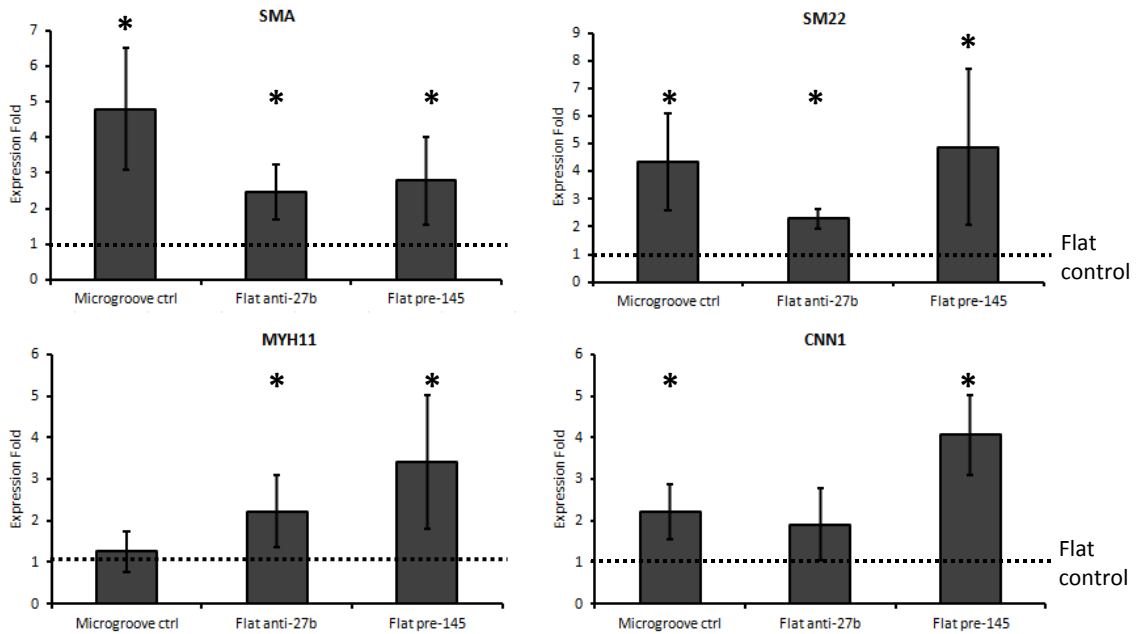 SMA
*
*
*
7
6
5
4
3
2
1
0
Expression Fold
Microgroove ctrl
Flat anti-27b
Flat pre-145
SM22
*
*
*
9
8
7
6
5
4
3
2
1
0
Expression Fold
Microgroove ctrl
Flat anti-27b
Flat pre-145
Flat
control
MYH11
*
*
6
5
4
3
2
1
0
Expression Fold
Microgroove ctrl
Flat anti-27b
Flat pre-145
CNN1
*
*
6
5
4
3
2
1
0
Expression Fold
Microgroove ctrl
Flat anti-27b
Flat pre-145
Flat
control